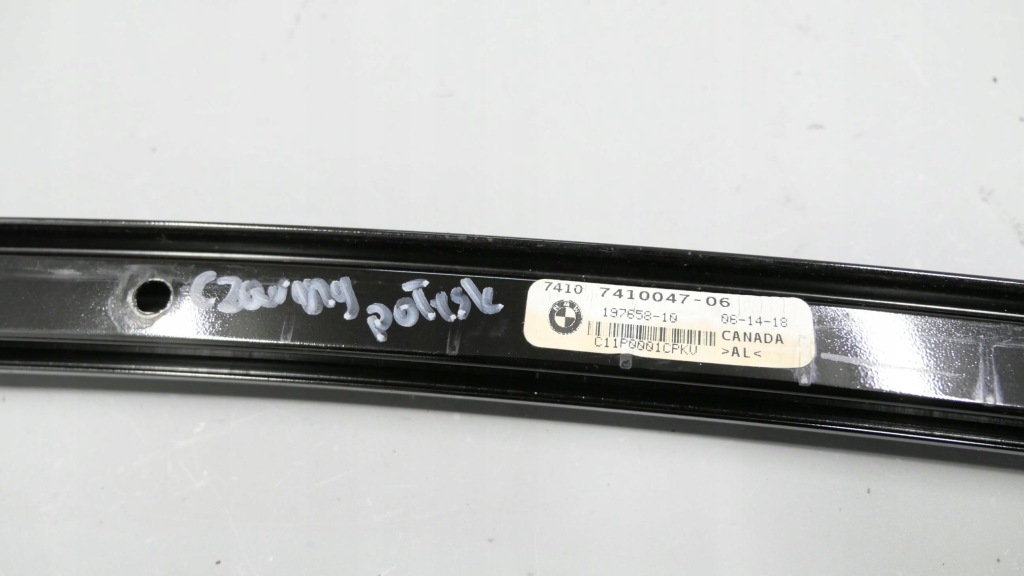 Czarny
połysk
7410 7410047-06
197658-10 06-14-18
CANADA
C11P0001CPKV >AL<